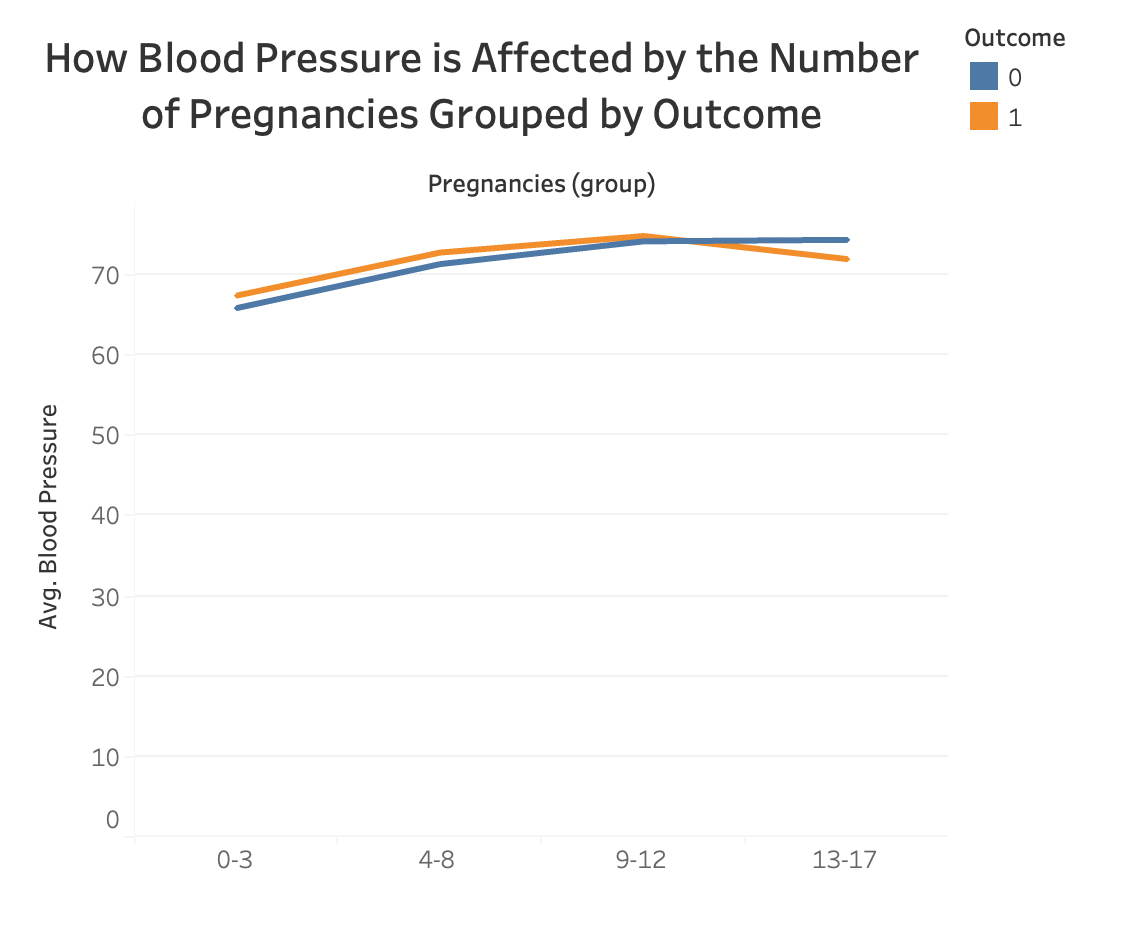 How Blood Pressure is Affected by the Number
of Pregnancies Grouped by Outcome
Outcome
0
1
Pregnancies (group)
Avg. Blood Pressure
70
60
50
40
30
20
10
0
0-3
4-8
9-12
13-17